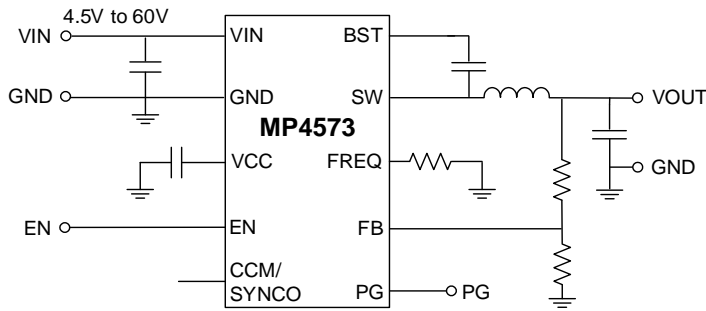 4.5V to 60V
VIN VIN BST
GND GND SW VOUT
MP4573
VCC FREQ GND
EN EN FB
CCM/
SYNCO PG PG